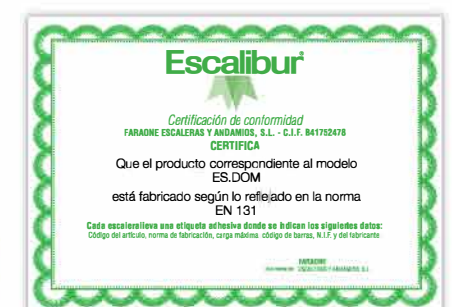 Escalibur
Certificación de conformidad
FARAONE ESCALERAS Y ANDAMIOS, S.L. - C.I.F. B41752478
CERTIFICA
Que el producto correspondiente al modelo
ES.DOM
está fabricado según lo reflejado en la norma
EN 131
Cada escaleralleva una etiqueta adhesiva donde se indican los siguientes datos:
Código del artículo, norma de fabricación, carga máxima, código de barras, N.I.F. y del fabricante
FARAONE
ESCALERAS Y ANDAMIOS, S.L.